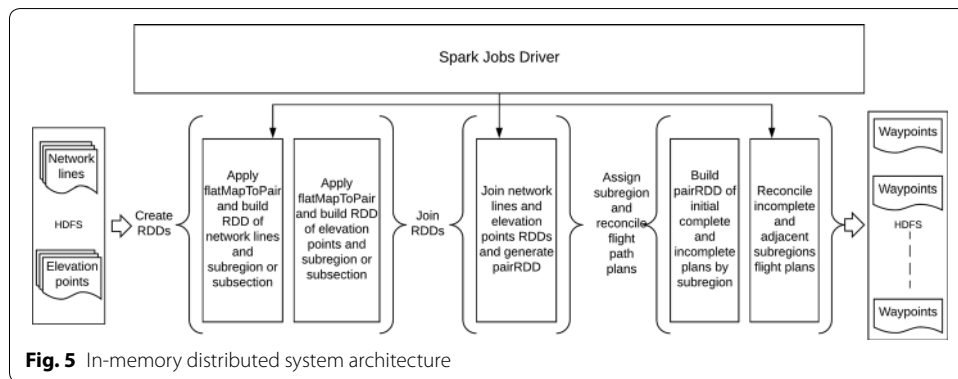 Spark Jobs Driver
Network
lines
HDFS
Elevation
points
Create
RDDs
Apply
flatMapToPair
and build
RDD of
network lines
and
subregion or
subsection
Apply
flatMapToPair
and build RDD
of elevation
points and
subregion or
subsection
Join
RDDs
Join network
lines and
elevation
points RDDs
and generate
pairRDD
Assign
subregion
and
reconcile
flight
path
plans
Build
pairRDD of
initial
complete
and
incomplete
plans by
subregion
Reconcile
incomplete
and
adjacent
subregions
flight plans
Waypoints
Waypoints
HDFS
Waypoints
Fig. 5 In-memory distributed system architecture